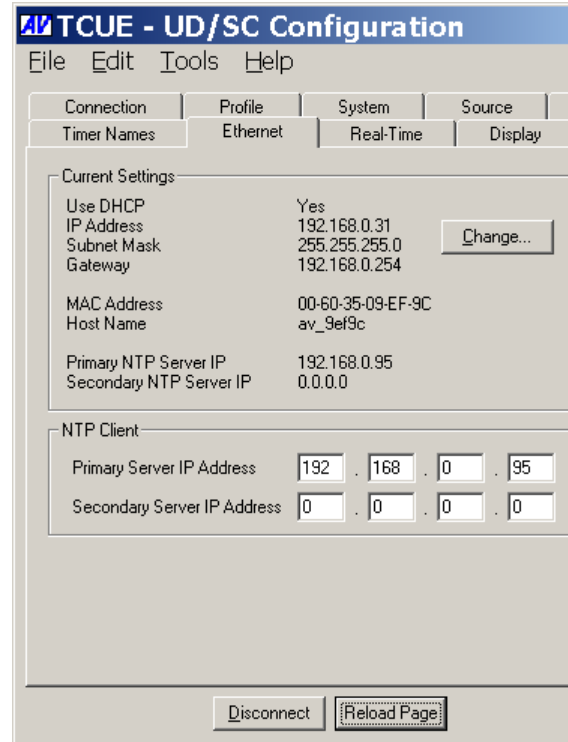 AV TCUE - UD/SC Configuration
File Edit Tools Help
Connection Profile System Source
Timer Names Ethernet Real-Time Display
Current Settings
Use DHCP Yes
IP Address 192.168.0.31
Subnet Mask 255.255.255.0
Change...
Gateway 192.168.0.254
MAC Address 00-60-35-09-EF-9C
Host Name av_9ef9c
Primary NTP Server IP 192.168.0.95
Secondary NTP Server IP 0.0.0.0
NTP Client
Primary Server IP Address 192 . 168 . 0 . 95
Secondary Server IP Address 0 . 0 . 0 . 0
Disconnect Reload Page